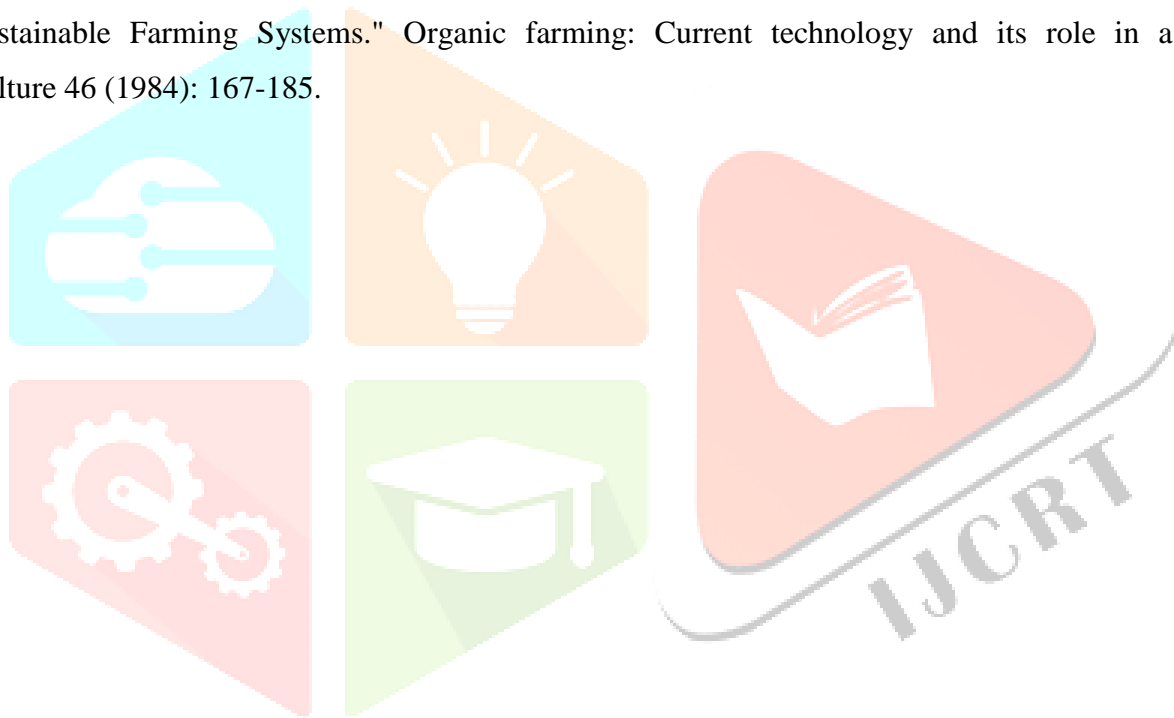 stainable Farming Systems." Organic farming: Current technology and its role in a
lture 46 (1984): 167-185.
IJCRT